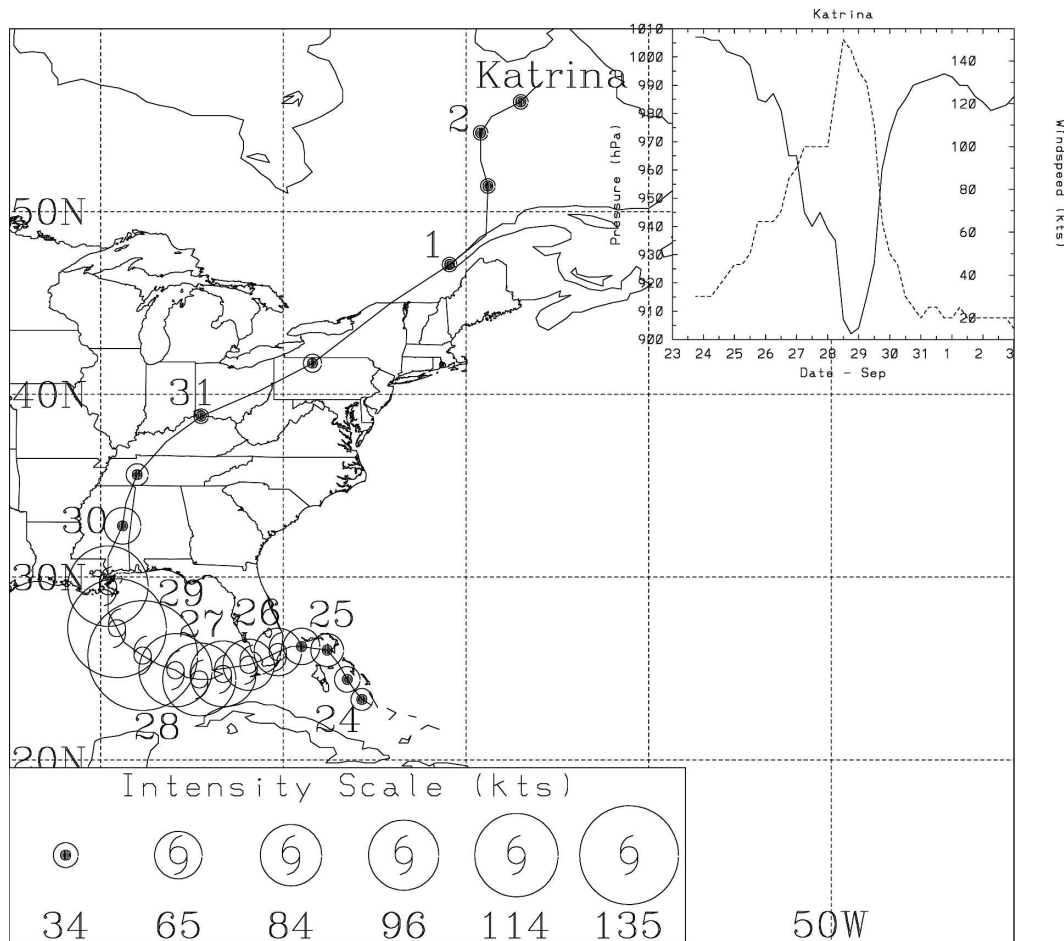 Katrina
1010
1000
990
980
970
960
950
940
930
920
910
900
Pressure (hPa)
140
120
100
80
60
40
20
Windspeed (kts)
23 24 25 26 27 28 29 30 31 1 2 3
Date - Sep
Katrina
2
50N
1
31
40N
30
30N
29
27
26
25
28
24
20N
Intensity Scale (kts)
34 65 84 96 114 135
50W